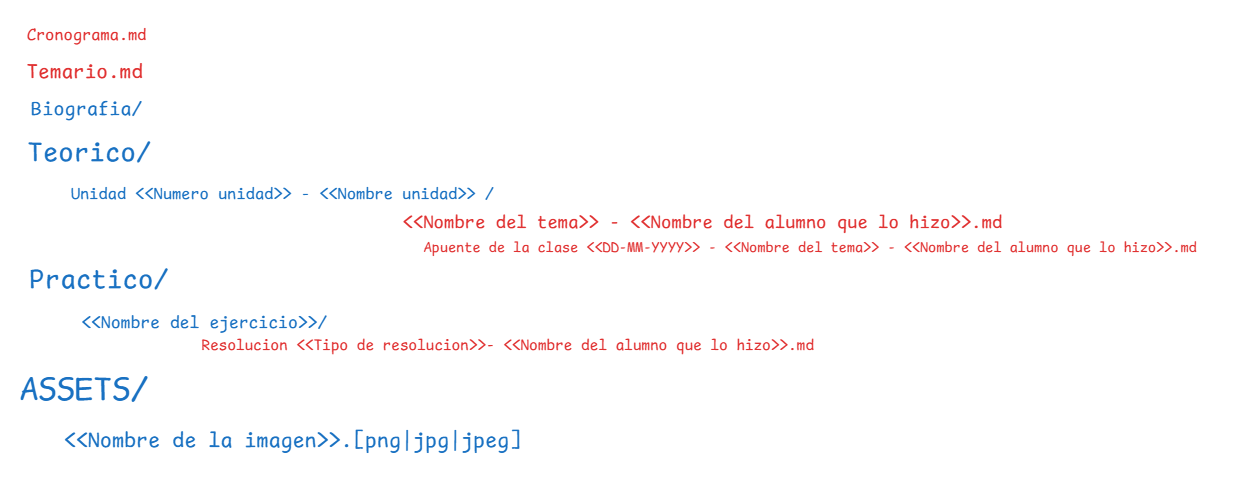 Cronograma.md
Temario.md
Biografia/
Teorico/
Unidad <<Numero unidad>> - <<Nombre unidad>> /
<<Nombre del tema>> - <<Nombre del alumno que lo hizo>>.md
Apuente de la clase <<DD-MM-YYYY>> - <<Nombre del tema>> - <<Nombre del alumno que lo hizo>>.md
Practico/
<<Nombre del ejercicio>>/
Resolucion <<Tipo de resolucion>>- <<Nombre del alumno que lo hizo>>.md
ASSETS/
<<Nombre de la imagen>>.[png|jpg|jpeg]